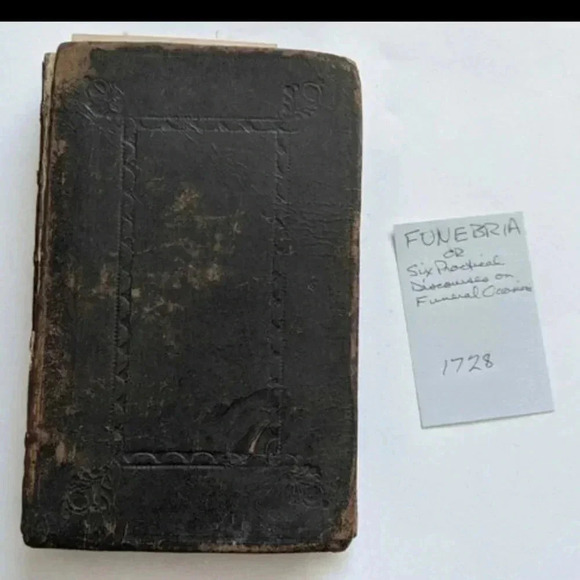 FUNEBRIA
OR
Six Practical
Discourses on
Funeral Occasions
1728